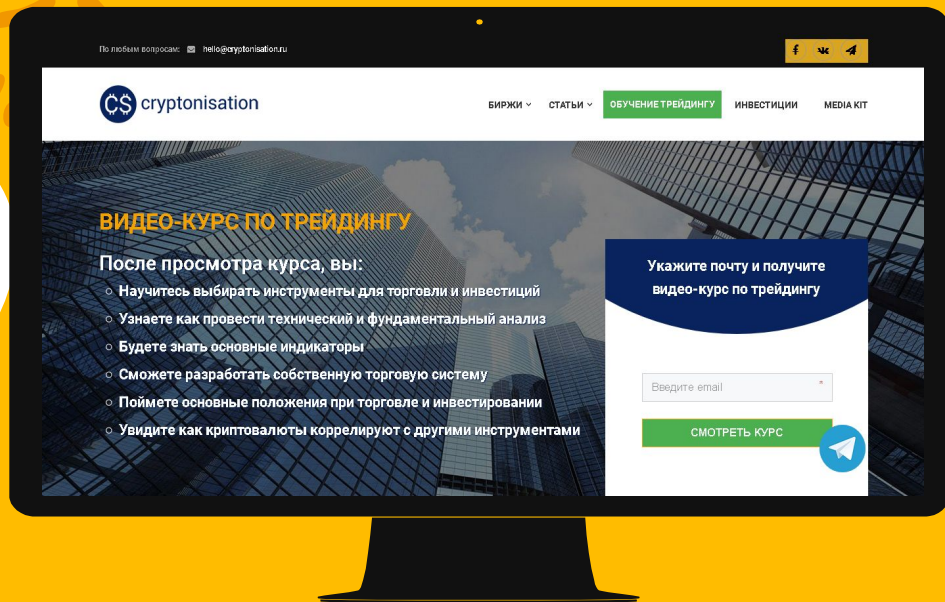 По любым вопросам: hello@cryptonisation.ru
CS cryptonisation
БИРЖИ СТАТЬИ ОБУЧЕНИЕ ТРЕЙДИНГУ ИНВЕСТИЦИИ MEDIA KIT
ВИДЕО-КУРС ПО ТРЕЙДИНГУ
После просмотра курса, вы:
Научитесь выбирать инструменты для торговли и инвестиций
Узнаете как провести технический и фундаментальный анализ
Будете знать основные индикаторы
Сможете разработать собственную торговую систему
Поймете основные положения при торговле и инвестировании
Увидите как криптовалюты коррелируют с другими инструментами
Укажите почту и получите
видео-курс по трейдингу
Введите email *
СМОТРЕТЬ КУРС